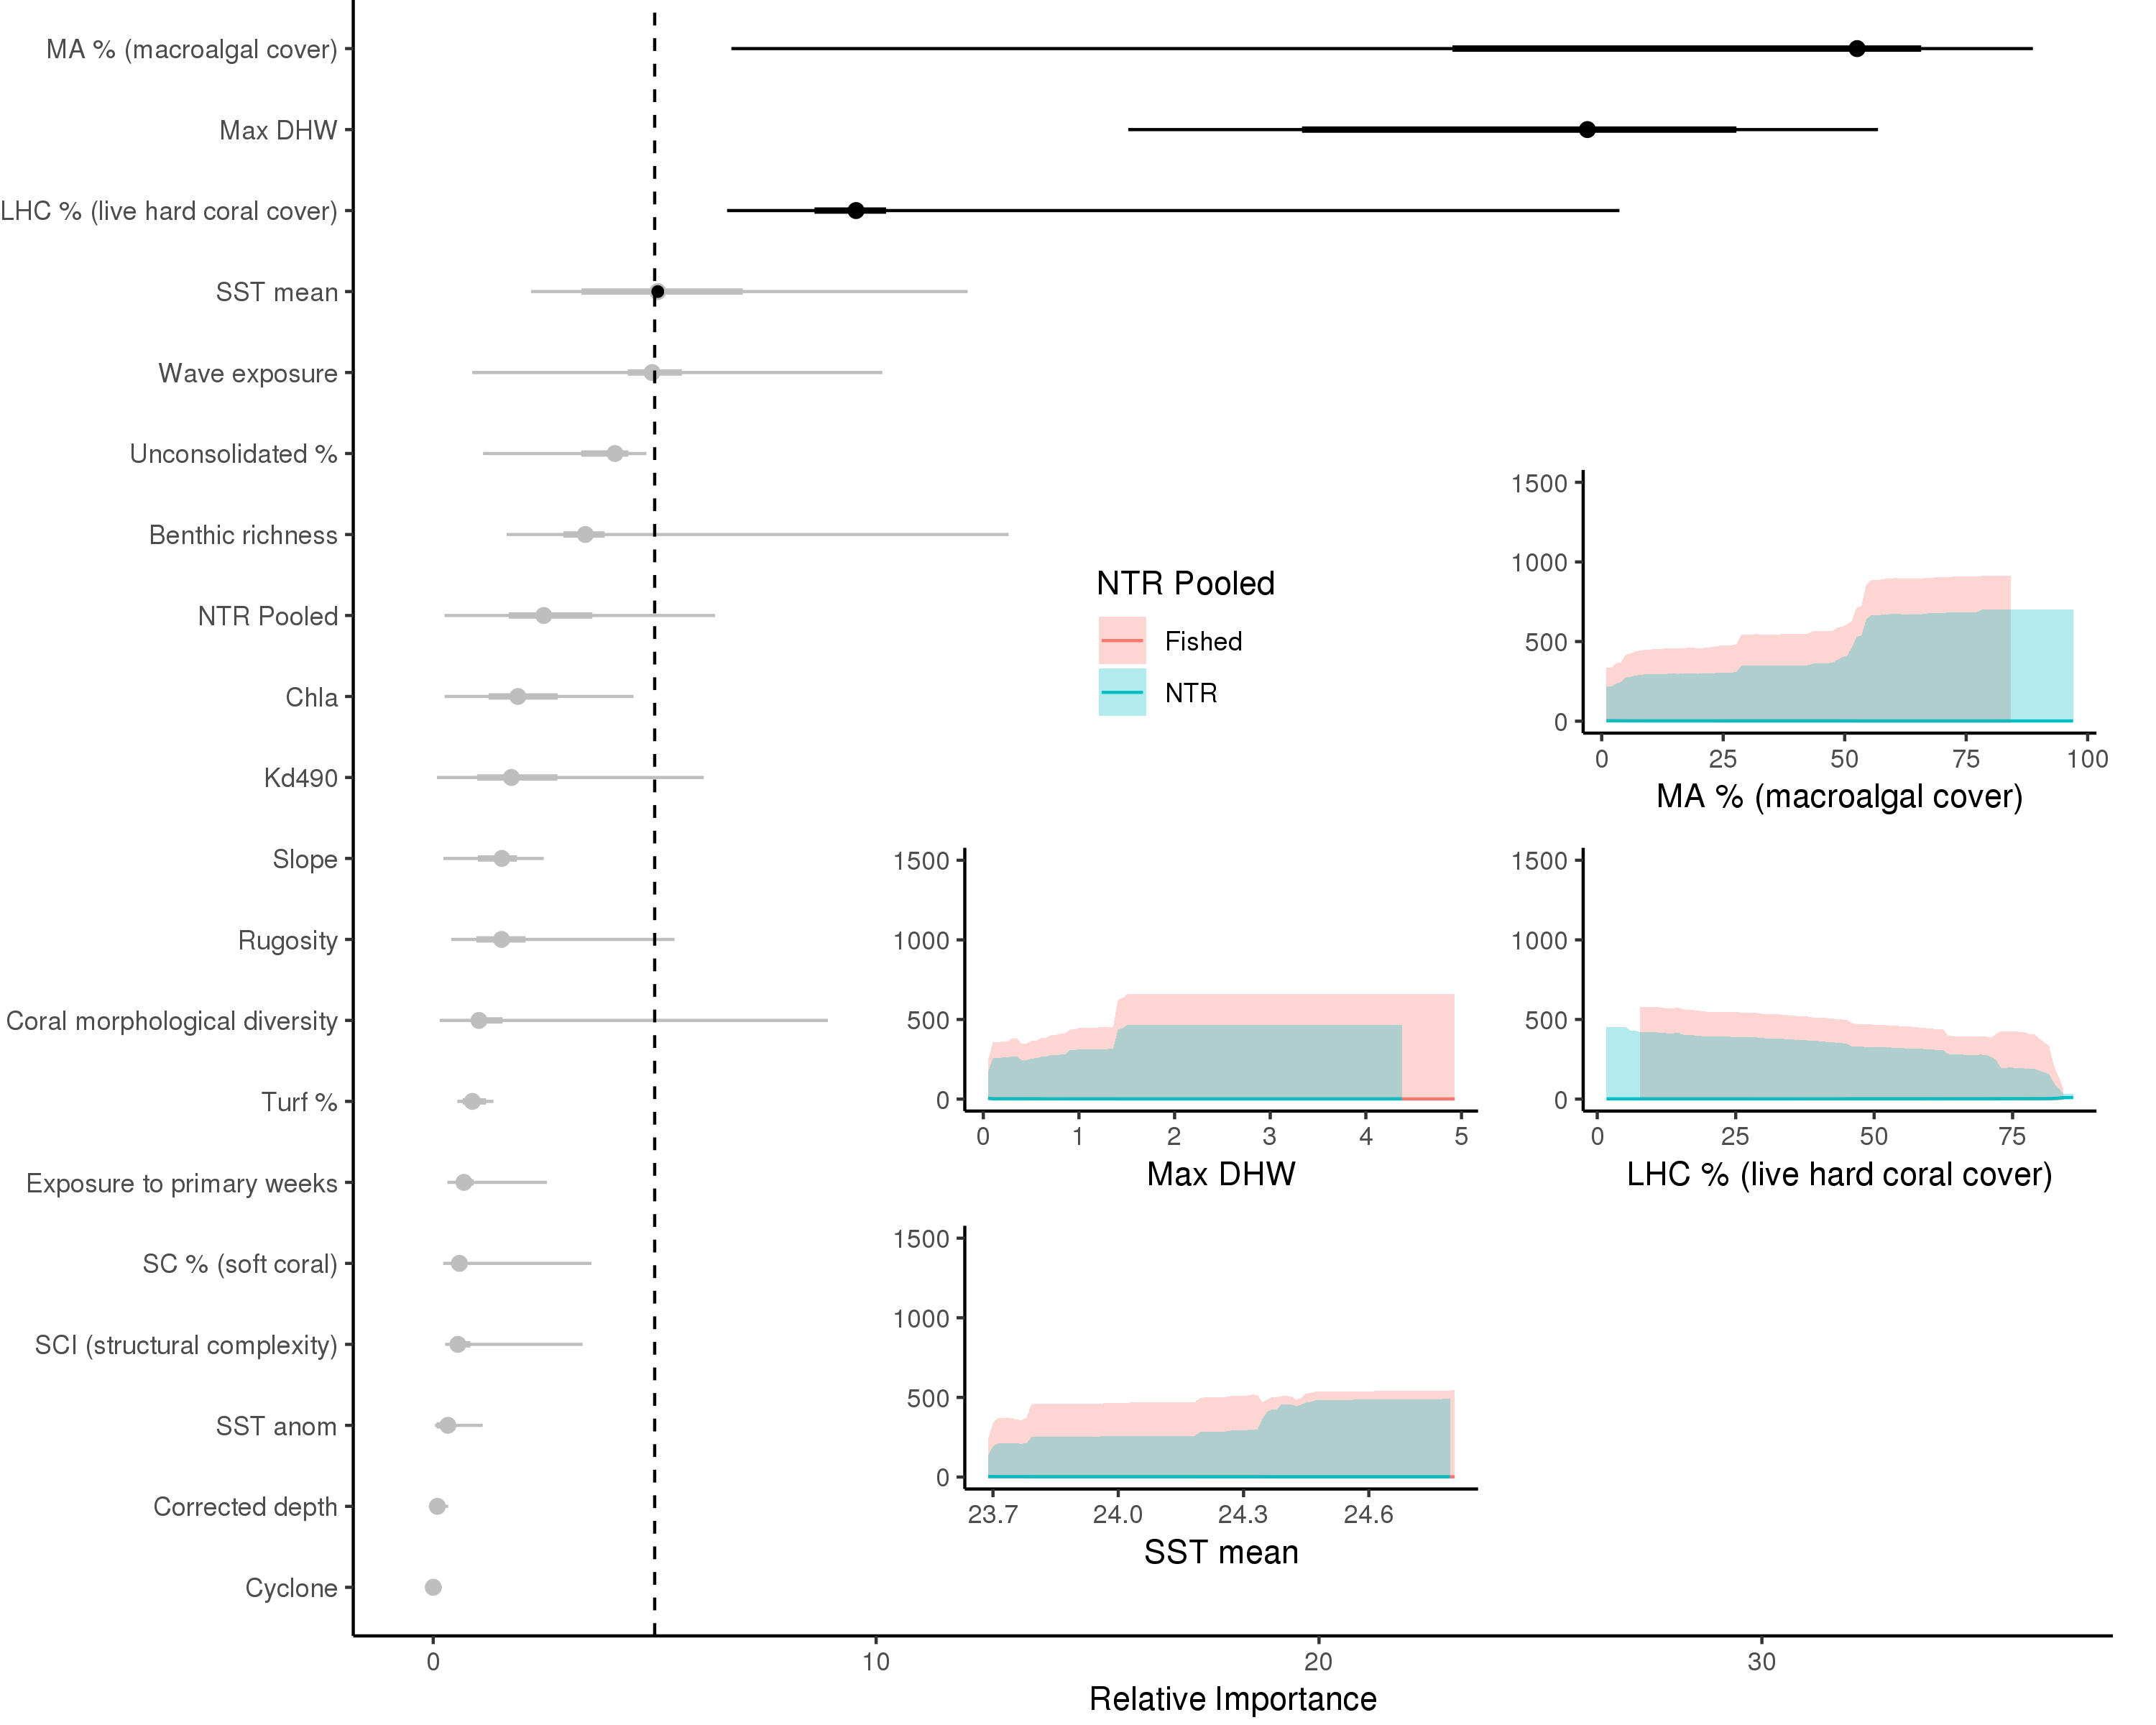 MA % (macroalgal cover)
Max DHW
LHC % (live hard coral cover)
SST mean
Wave exposure
Unconsolidated %
Benthic richness
NTR Pooled
Chla
Kd490
Slope
Rugosity
Coral morphological diversity
Turf %
Exposure to primary weeks
SC % (soft coral)
SCI (structural complexity)
SST anom
Corrected depth
Cyclone
0 10 20 30
Relative Importance
NTR Pooled
Fished
NTR
1500
1000
500
0
0 25 50 75 100
MA % (macroalgal cover)
1500
1000
500
0
0 1 2 3 4 5
Max DHW
1500
1000
500
0
0 25 50 75
LHC % (live hard coral cover)
1500
1000
500
0
23.7 24.0 24.3 24.6
SST mean